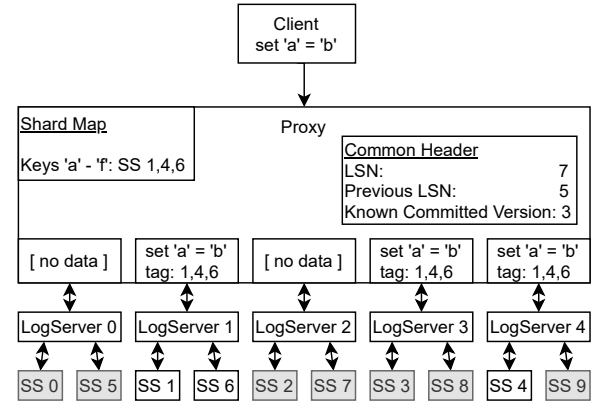 Client
set 'a' = 'b'
Shard Map
Keys 'a' - 'f': SS 1,4,6
Proxy
Common Header
LSN: 7
Previous LSN: 5
Known Committed Version: 3
[ no data ]
set 'a' = 'b'
tag: 1,4,6
[ no data ]
set 'a' = 'b'
tag: 1,4,6
set 'a' = 'b'
tag: 1,4,6
LogServer 0
LogServer 1
LogServer 2
LogServer 3
LogServer 4
SS 0
SS 5
SS 1
SS 6
SS 2
SS 7
SS 3
SS 8
SS 4
SS 9